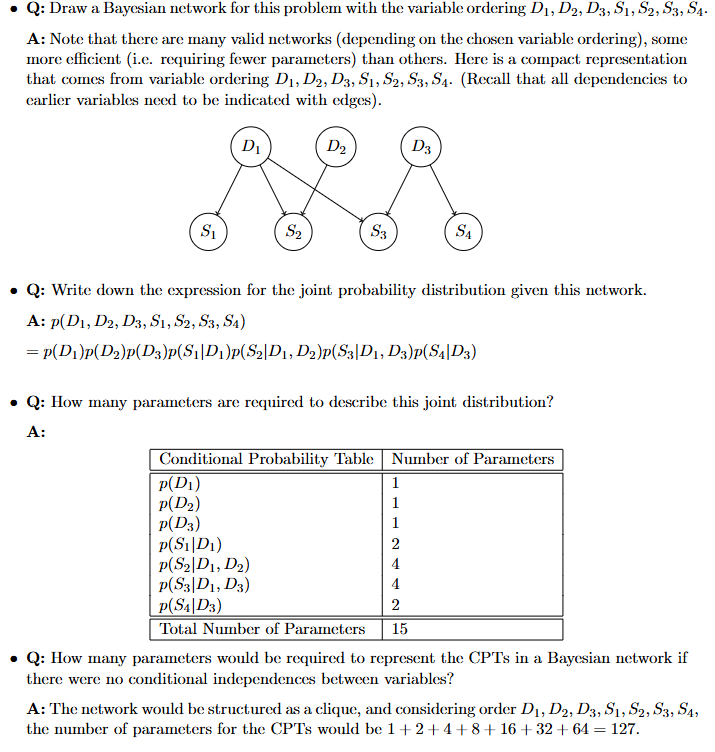 • Q: Draw a Bayesian network for this problem with the variable ordering D₁, D₂, D₃, S₁, S₂, S₃, S₄.
A: Note that there are many valid networks (depending on the chosen variable ordering), some
more efficient (i.e. requiring fewer parameters) than others. Here is a compact representation
that comes from variable ordering D₁, D₂, D₃, S₁, S₂, S₃, S₄. (Recall that all dependencies to
earlier variables need to be indicated with edges).
D₁ D₂ D₃
S₁ S₂ S₃ S₄
• Q: Write down the expression for the joint probability distribution given this network.
A: p(D₁, D₂, D₃, S₁, S₂, S₃, S₄)
= p(D₁)p(D₂)p(D₃)p(S₁|D₁)p(S₂|D₁, D₂)p(S₃|D₁, D₃)p(S₄|D₃)
• Q: How many parameters are required to describe this joint distribution?
A:
Conditional Probability Table Number of Parameters
p(D₁) 1
p(D₂) 1
p(D₃) 1
p(S₁|D₁) 2
p(S₂|D₁, D₂) 4
p(S₃|D₁, D₃) 4
p(S₄|D₃) 2
Total Number of Parameters 15
• Q: How many parameters would be required to represent the CPTs in a Bayesian network if
there were no conditional independences between variables?
A: The network would be structured as a clique, and considering order D₁, D₂, D₃, S₁, S₂, S₃, S₄,
the number of parameters for the CPTs would be 1 + 2 + 4 + 8 + 16 + 32 + 64 = 127.